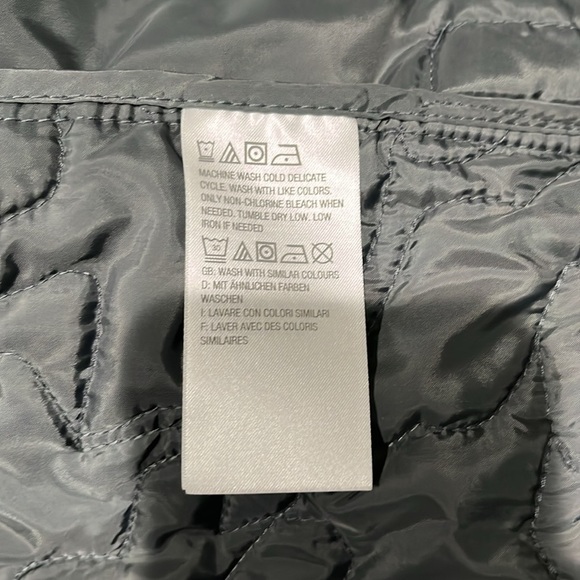 MACHINE WASH COLD DELICATE
CYCLE. WASH WITH LIKE COLORS.
ONLY NON-CHLORINE BLEACH WHEN
NEEDED. TUMBLE DRY LOW. LOW
IRON IF NEEDED
30
GB: WASH WITH SIMILAR COLOURS
D: MIT ÄHNLICHEN FARBEN
WASCHEN
I: LAVARE CON COLORI SIMILARI
F: LAVER AVEC DES COLORIS
SIMILAIRES